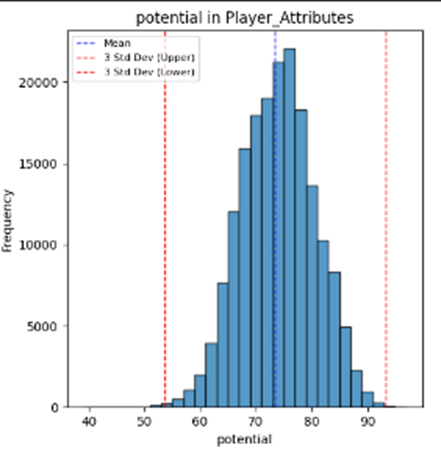 potential in Player_Attributes
Mean
3 Std Dev (Upper)
3 Std Dev (Lower)
Frequency
20000
15000
10000
5000
0
40 50 60 70 80 90
potential